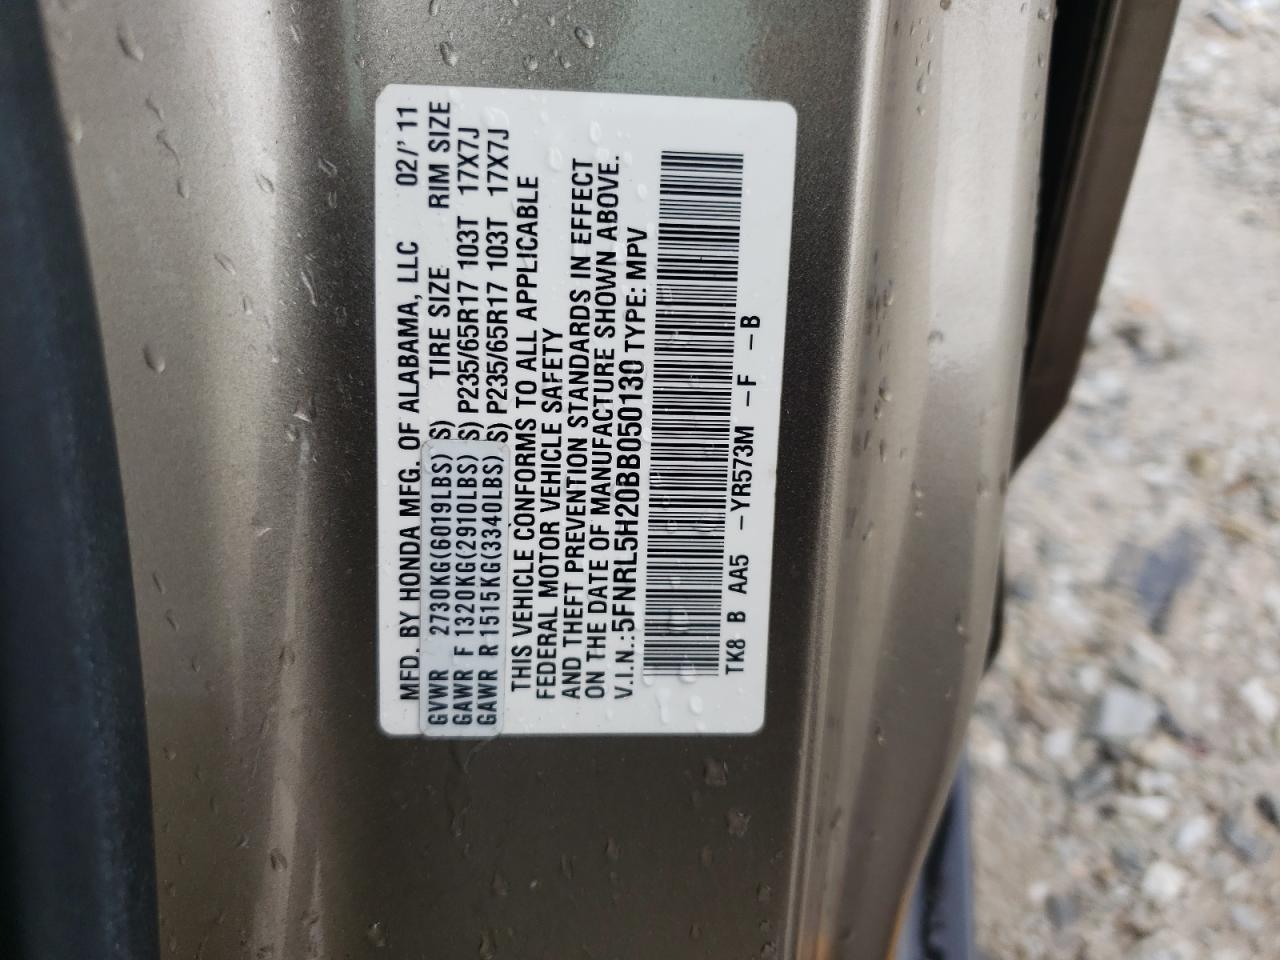 MFD. BY HONDA MFG. OF ALABAMA, LLC 02/'11
GVWR 2730KG(6019LBS) S) TIRE SIZE RIM SIZE
GAWR F 1320KG(2910LBS) S) P235/65R17 103T 17X7J
GAWR R 1515KG(3340LBS) S) P235/65R17 103T 17X7J
THIS VEHICLE CONFORMS TO ALL APPLICABLE
FEDERAL MOTOR VEHICLE SAFETY
AND THEFT PREVENTION STANDARDS IN EFFECT
ON THE DATE OF MANUFACTURE SHOWN ABOVE.
V.I.N.:5FNRL5H20BB050130 TYPE: MPV
TK8 B AA5 -YR573M -F -B